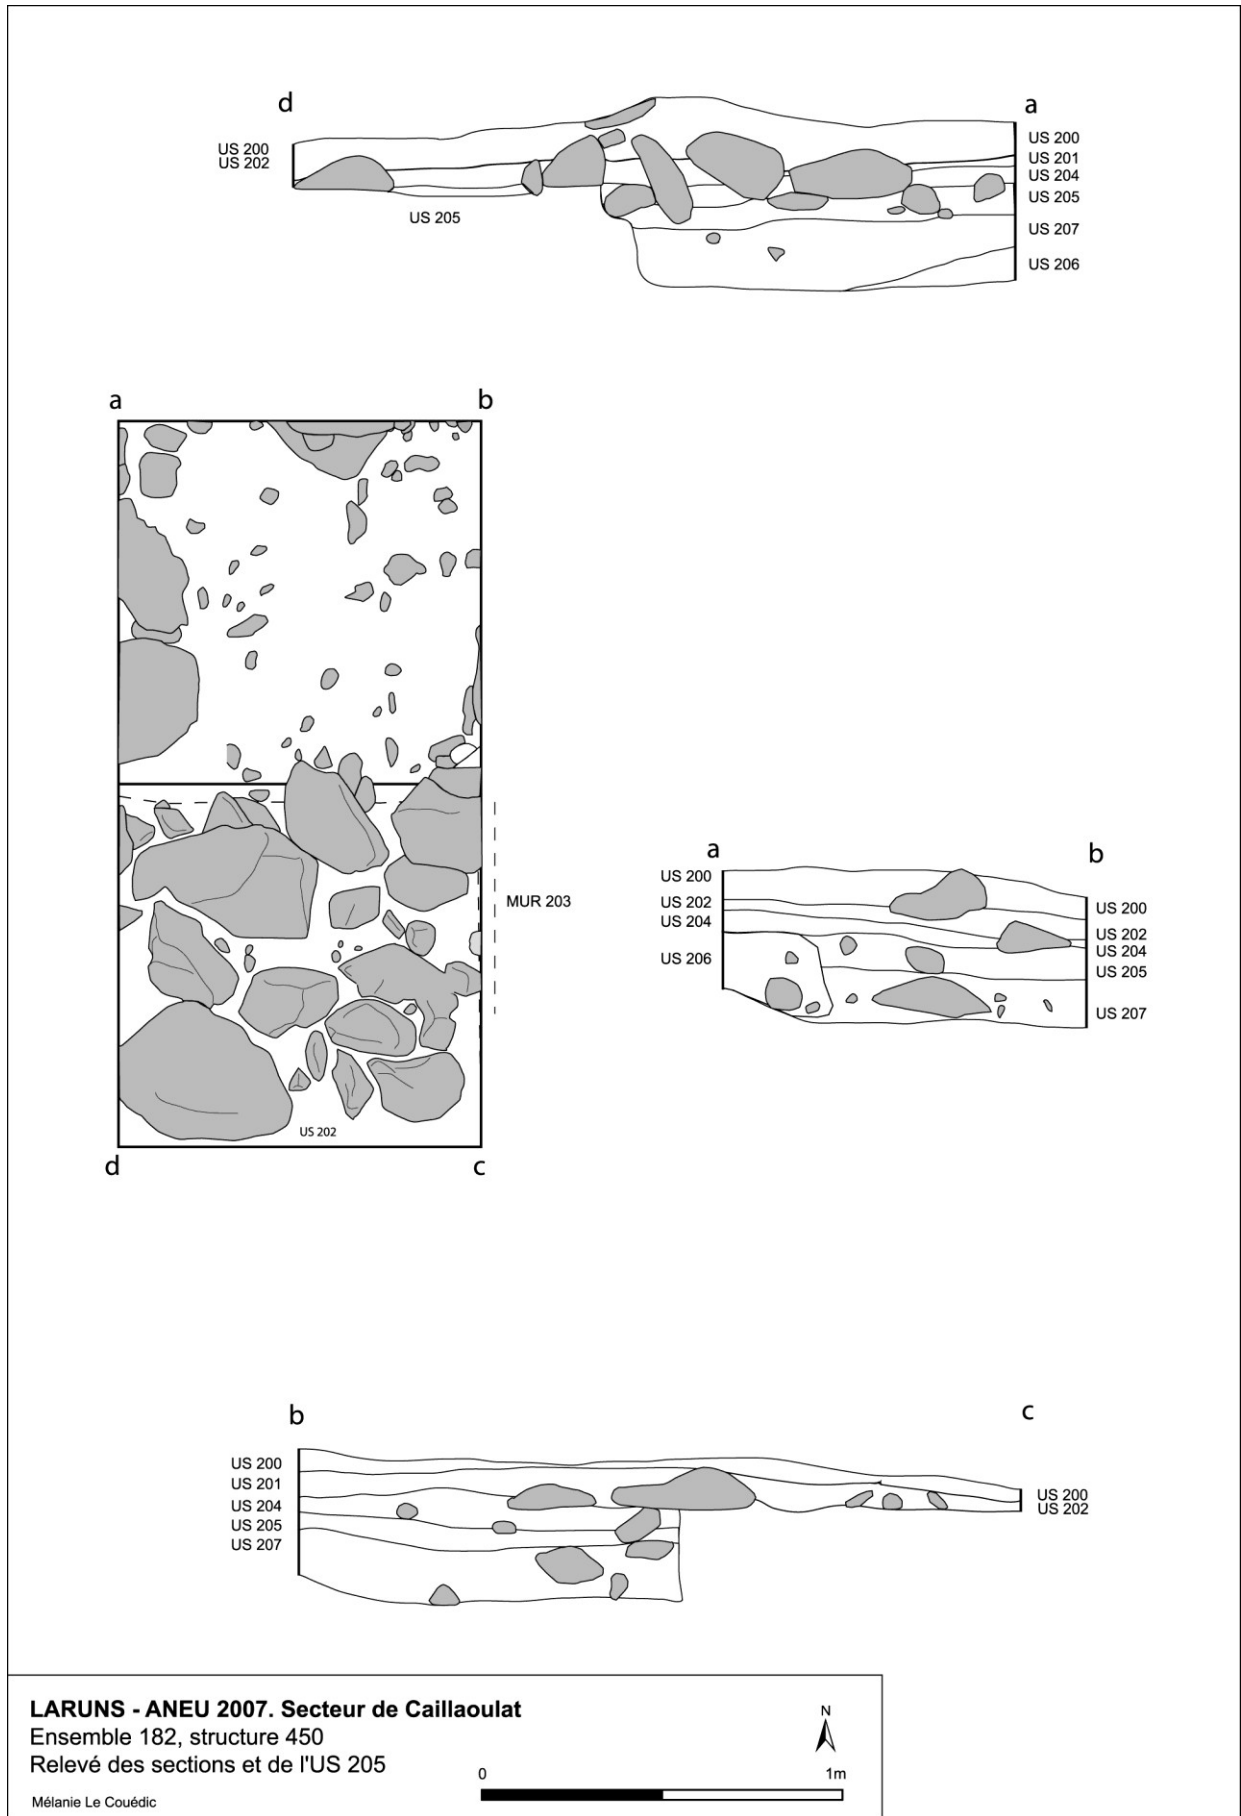 d
a
US 200
US 202
US 205
US 200
US 201
US 204
US 205
US 207
US 206
a
b
MUR 203
US 202
d
c
a
b
US 200
US 202
US 204
US 206
US 200
US 202
US 204
US 205
US 207
b
c
US 200
US 201
US 204
US 205
US 207
US 200
US 202
LARUNS - ANEU 2007. Secteur de Caillaoulat
Ensemble 182, structure 450
Relevé des sections et de l'US 205
Mélanie Le Couédic
N
0
1m